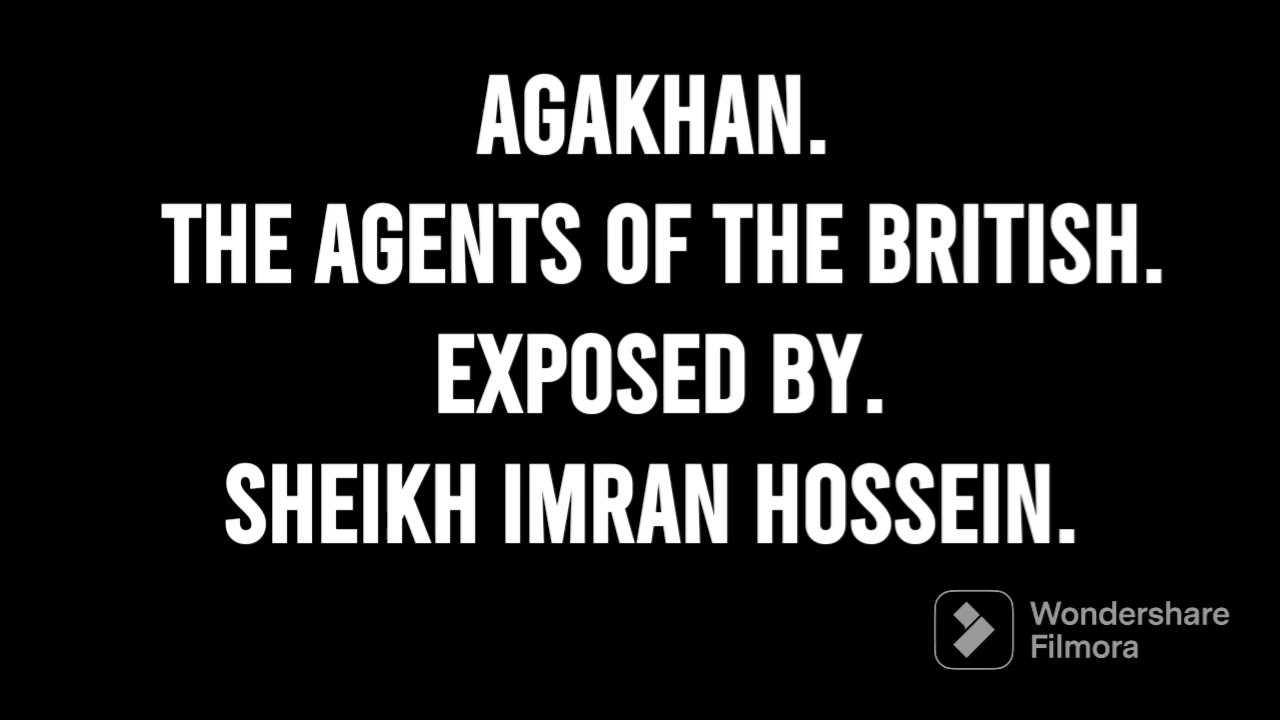 AGAKHAN.
THE AGENTS OF THE BRITISH.
EXPOSED BY.
SHEIKH IMRAN HOSSEIN.
Wondershare
Filmora